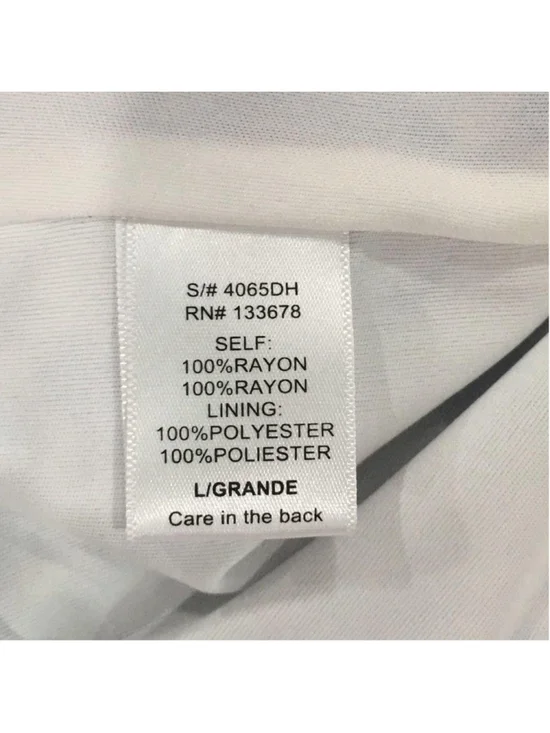 S/# 4065DH
RN# 133678
SELF:
100%RAYON
100%RAYON
LINING:
100%POLYESTER
100%POLIESTER
L/GRANDE
Care in the back